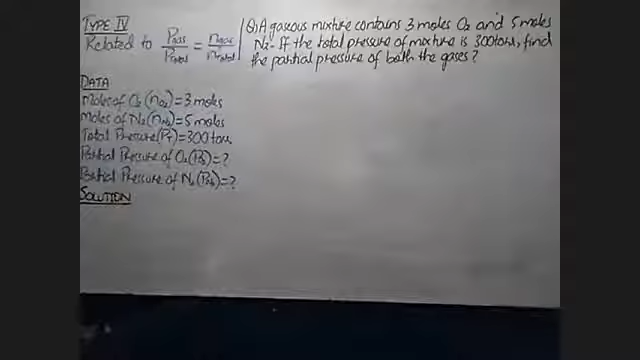 TYPE IV
Related to Pgas/Ptotal = ngas/ntotal
Q) A gaseous mixture contains 3 moles O2 and 5 moles
N2. If the total pressure of mixture is 300 torr, find
the partial pressure of both the gases?
DATA
Moles of O2 (nO2) = 3 moles
Moles of N2 (nN2) = 5 moles
Total Pressure (PT) = 300 torr
Partial Pressure of O2 (PO2) = ?
Partial Pressure of N2 (PN2) = ?
SOLUTION